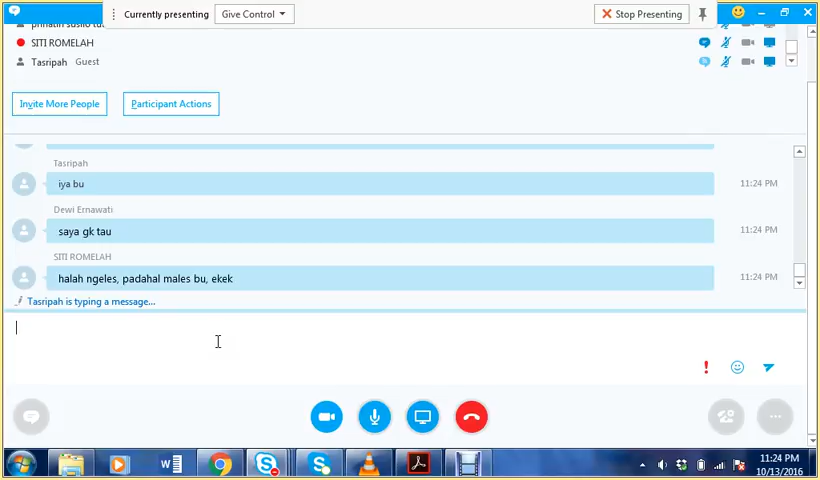 Currently presenting
Give Control
Stop Presenting
SITI ROMELAH
Tasripah Guest
Invite More People
Participant Actions
Tasripah
iya bu
11:24 PM
Dewi Ernawati
saya gk tau
11:24 PM
SITI ROMELAH
halah ngeles, padahal males bu, ekek
11:24 PM
Tasripah is typing a message...
11:24 PM
10/13/2016